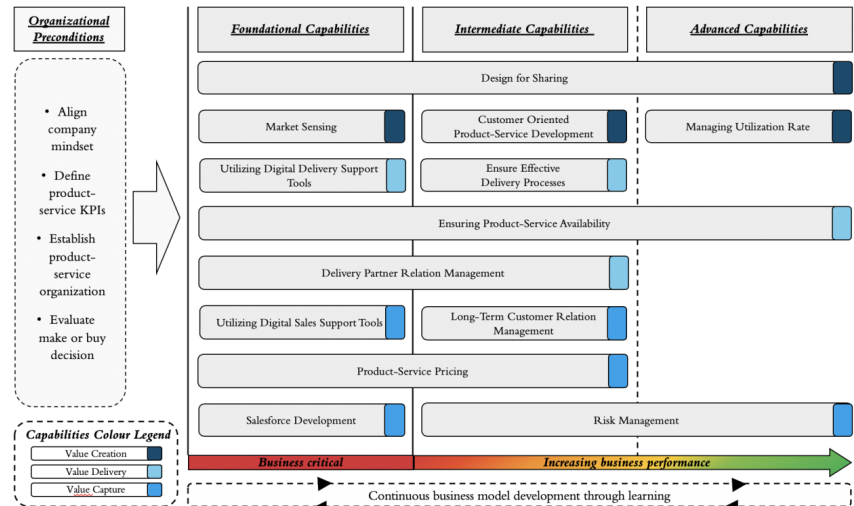 Organizational
Preconditions
Foundational Capabilities
Intermediate Capabilities
Advanced Capabilities
• Align
company
mindset
• Define
product-
service KPIs
• Establish
product-
service
organization
• Evaluate
make or buy
decision
Design for Sharing
Market Sensing
Customer Oriented
Product-Service Development
Managing Utilization Rate
Utilizing Digital Delivery Support
Tools
Ensure Effective
Delivery Processes
Ensuring Product-Service Availability
Delivery Partner Relation Management
Utilizing Digital Sales Support Tools
Long-Term Customer Relation
Management
Product-Service Pricing
Salesforce Development
Risk Management
Capabilities Colour Legend
Value Creation
Value Delivery
Value Capture
Business critical
Increasing business performance
Continuous business model development through learning